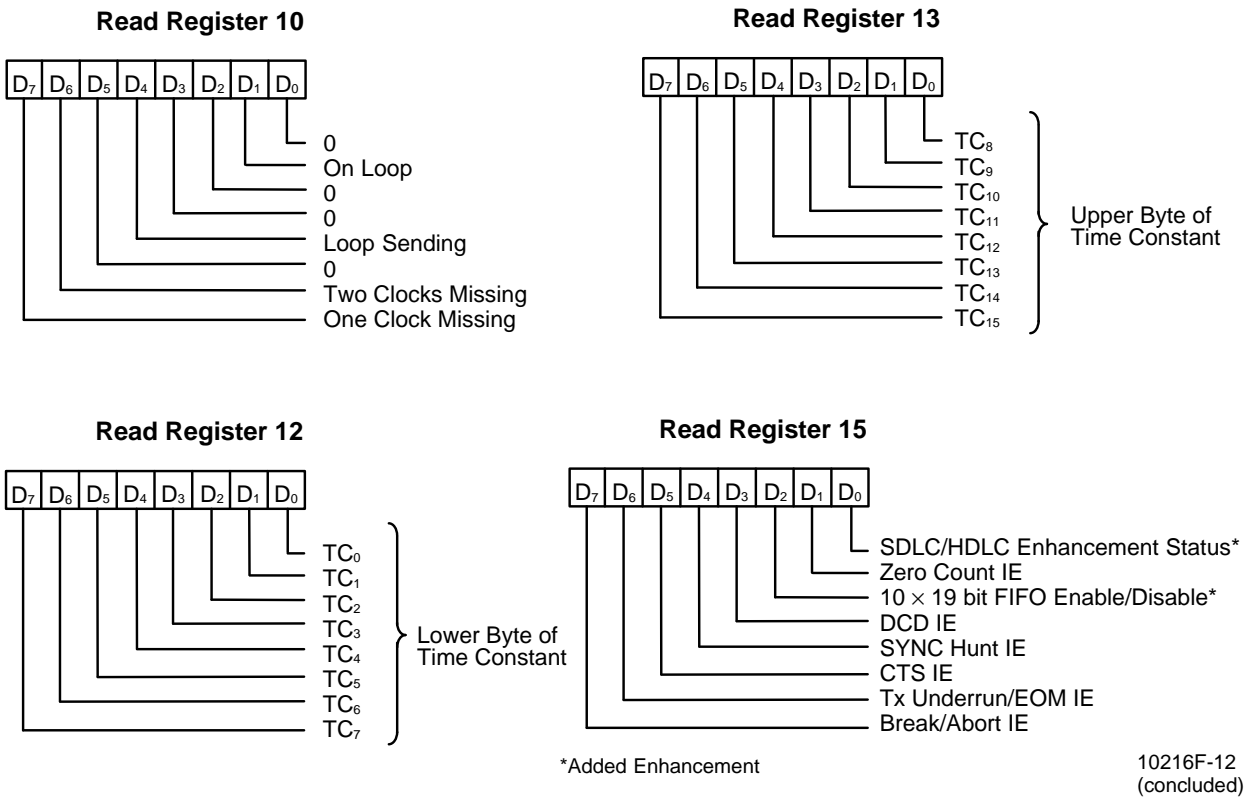 Read Register 10
D₇ D₆ D₅ D₄ D₃ D₂ D₁ D₀
0
On Loop
0
0
Loop Sending
0
Two Clocks Missing
One Clock Missing
Read Register 13
D₇ D₆ D₅ D₄ D₃ D₂ D₁ D₀
TC₈
TC₉
TC₁₀
TC₁₁
TC₁₂
TC₁₃
TC₁₄
TC₁₅
Upper Byte of
Time Constant
Read Register 12
D₇ D₆ D₅ D₄ D₃ D₂ D₁ D₀
TC₀
TC₁
TC₂
TC₃
TC₄
TC₅
TC₆
TC₇
Lower Byte of
Time Constant
Read Register 15
D₇ D₆ D₅ D₄ D₃ D₂ D₁ D₀
SDLC/HDLC Enhancement Status*
Zero Count IE
10 × 19 bit FIFO Enable/Disable*
DCD IE
SYNC Hunt IE
CTS IE
Tx Underrun/EOM IE
Break/Abort IE
*Added Enhancement
10216F-12
(concluded)